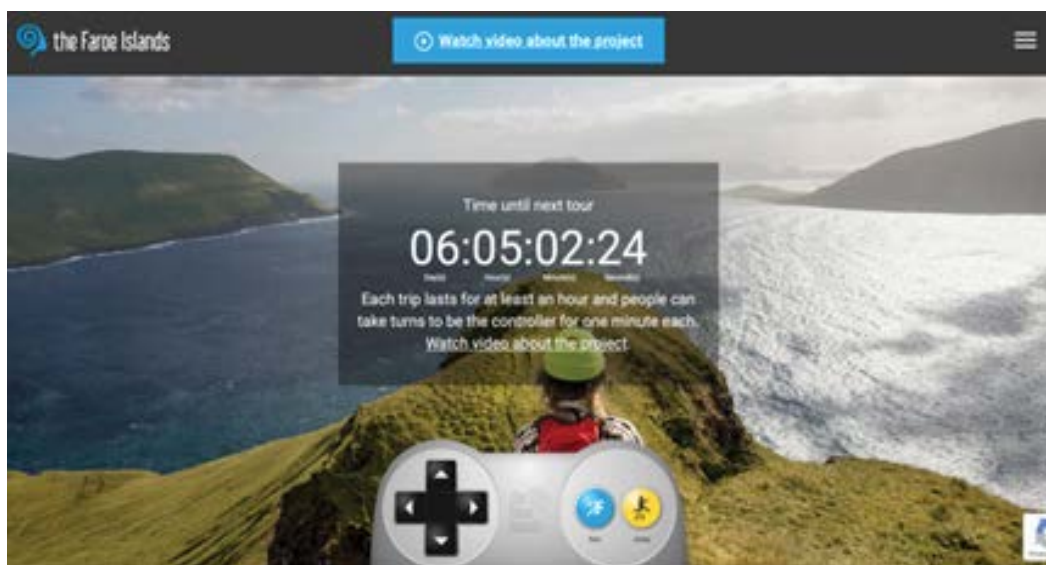 the Faroe Islands
Watch video about the project
Time until next tour
06:05:02:24
Each trip lasts for at least an hour and people can
take turns to be the controller for one minute each.
Watch video about the project